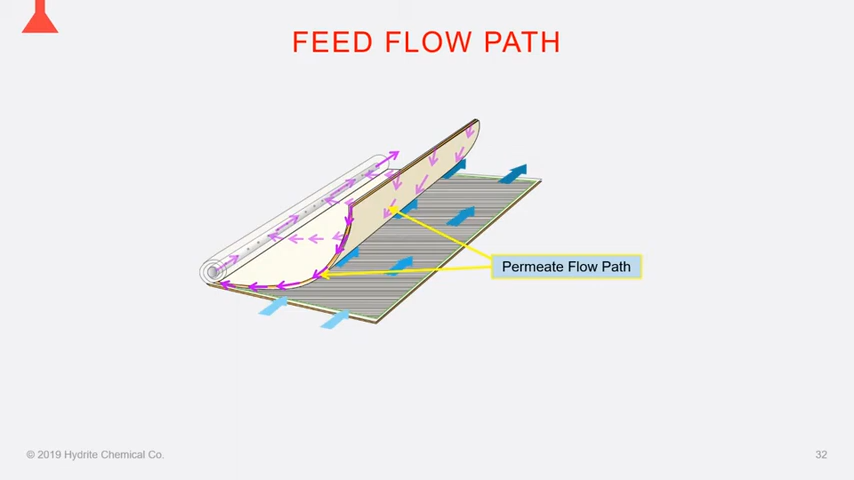 FEED FLOW PATH
Permeate Flow Path
© 2019 Hydrite Chemical Co.
32